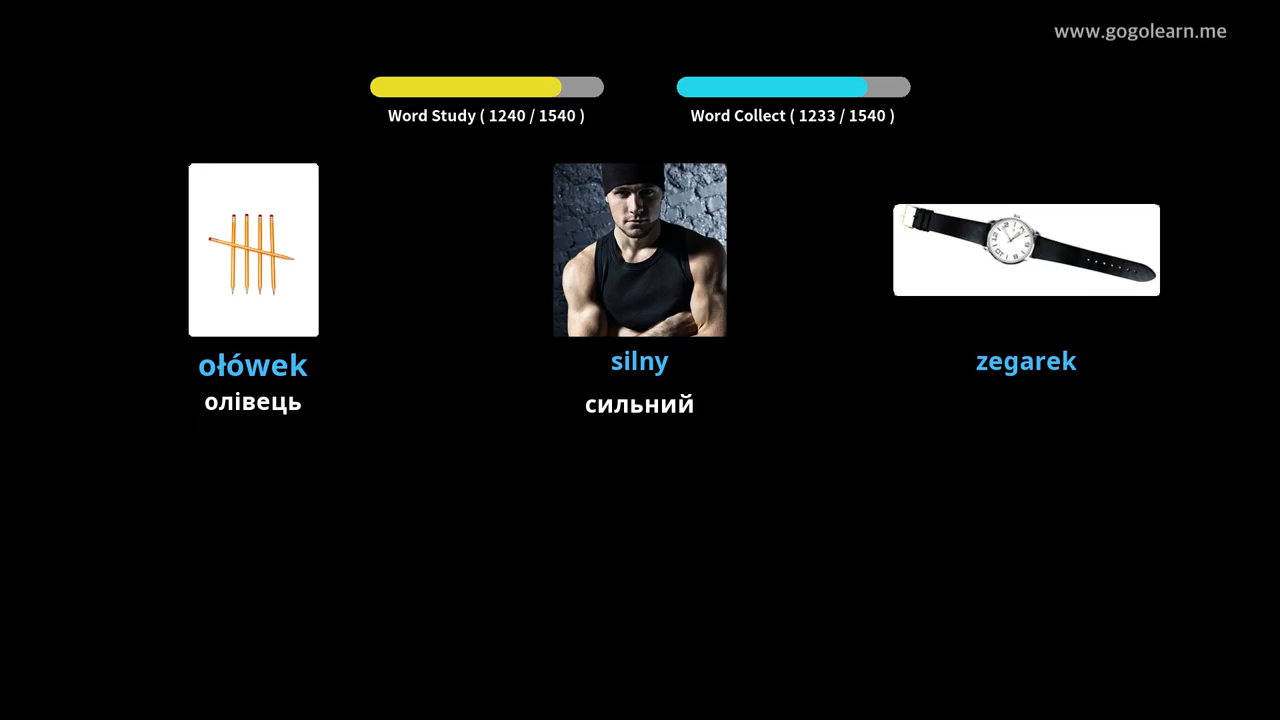 www.gogolearn.me
Word Study ( 1240 / 1540 )
Word Collect ( 1233 / 1540 )
ołówek
олівець
silny
сильний
zegarek